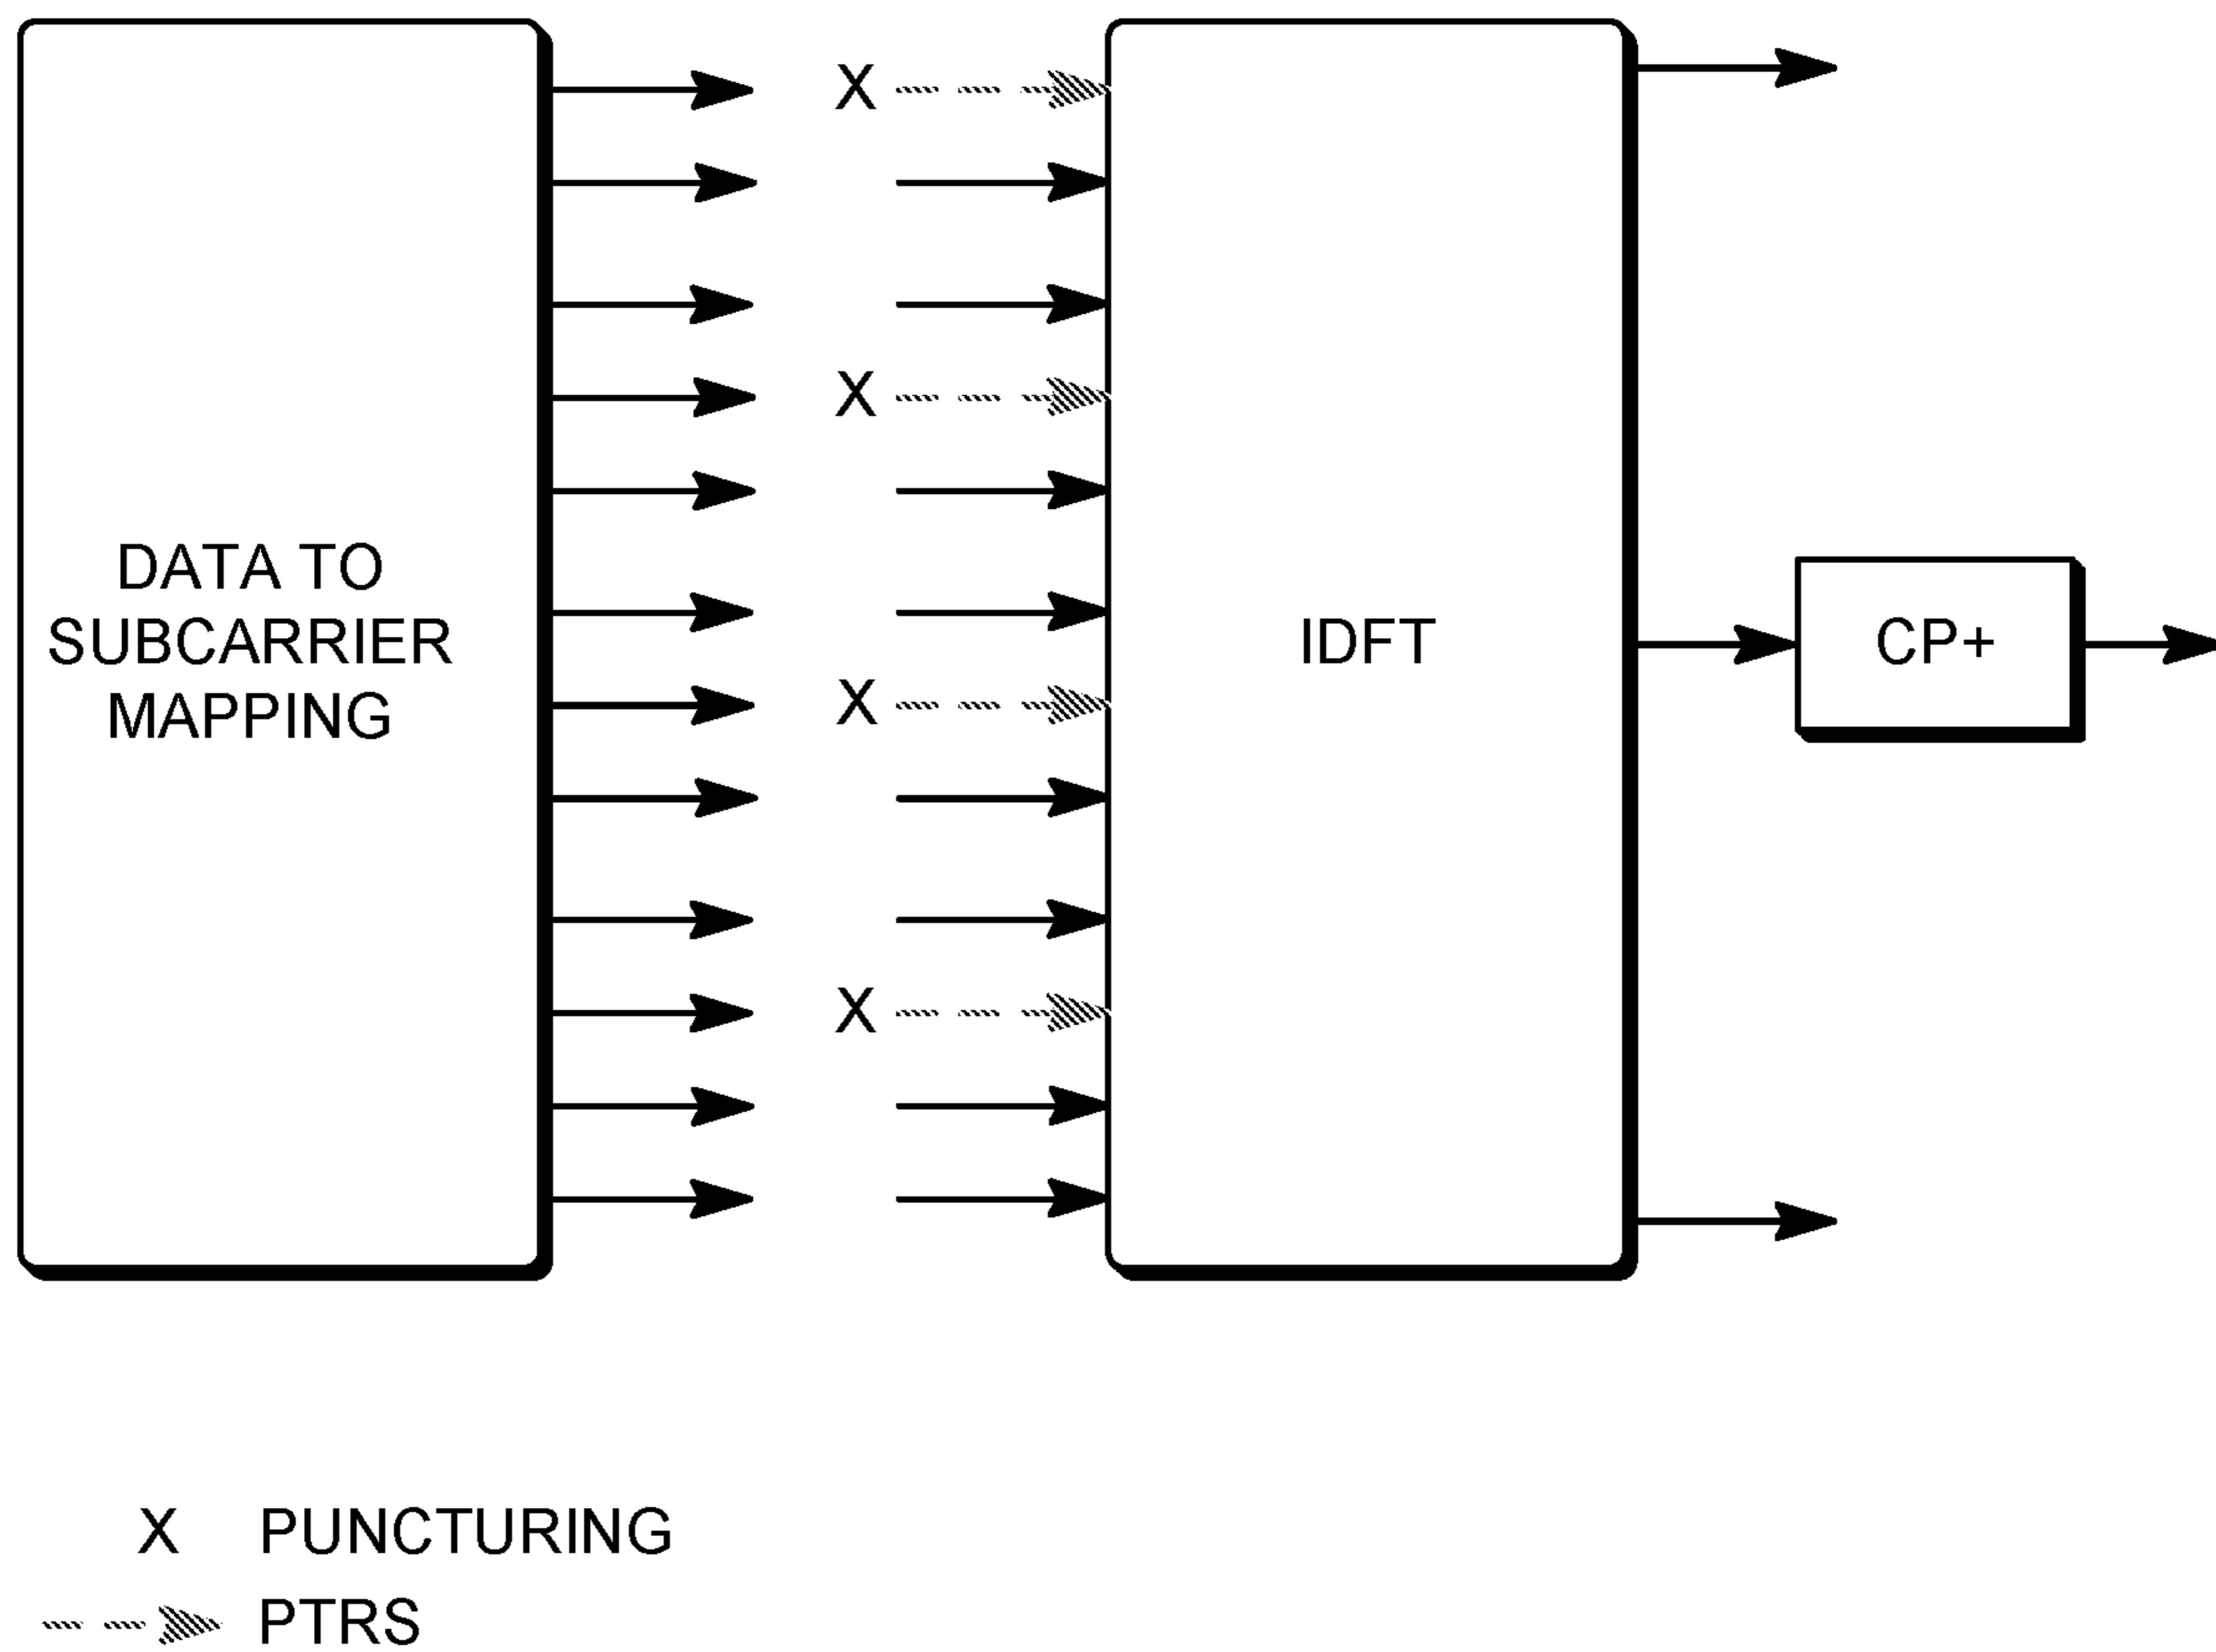 X
X
DATA TO
SUBCARRIER
MAPPING
IDFT
CP+
X
X
X PUNCTURING
PTRS